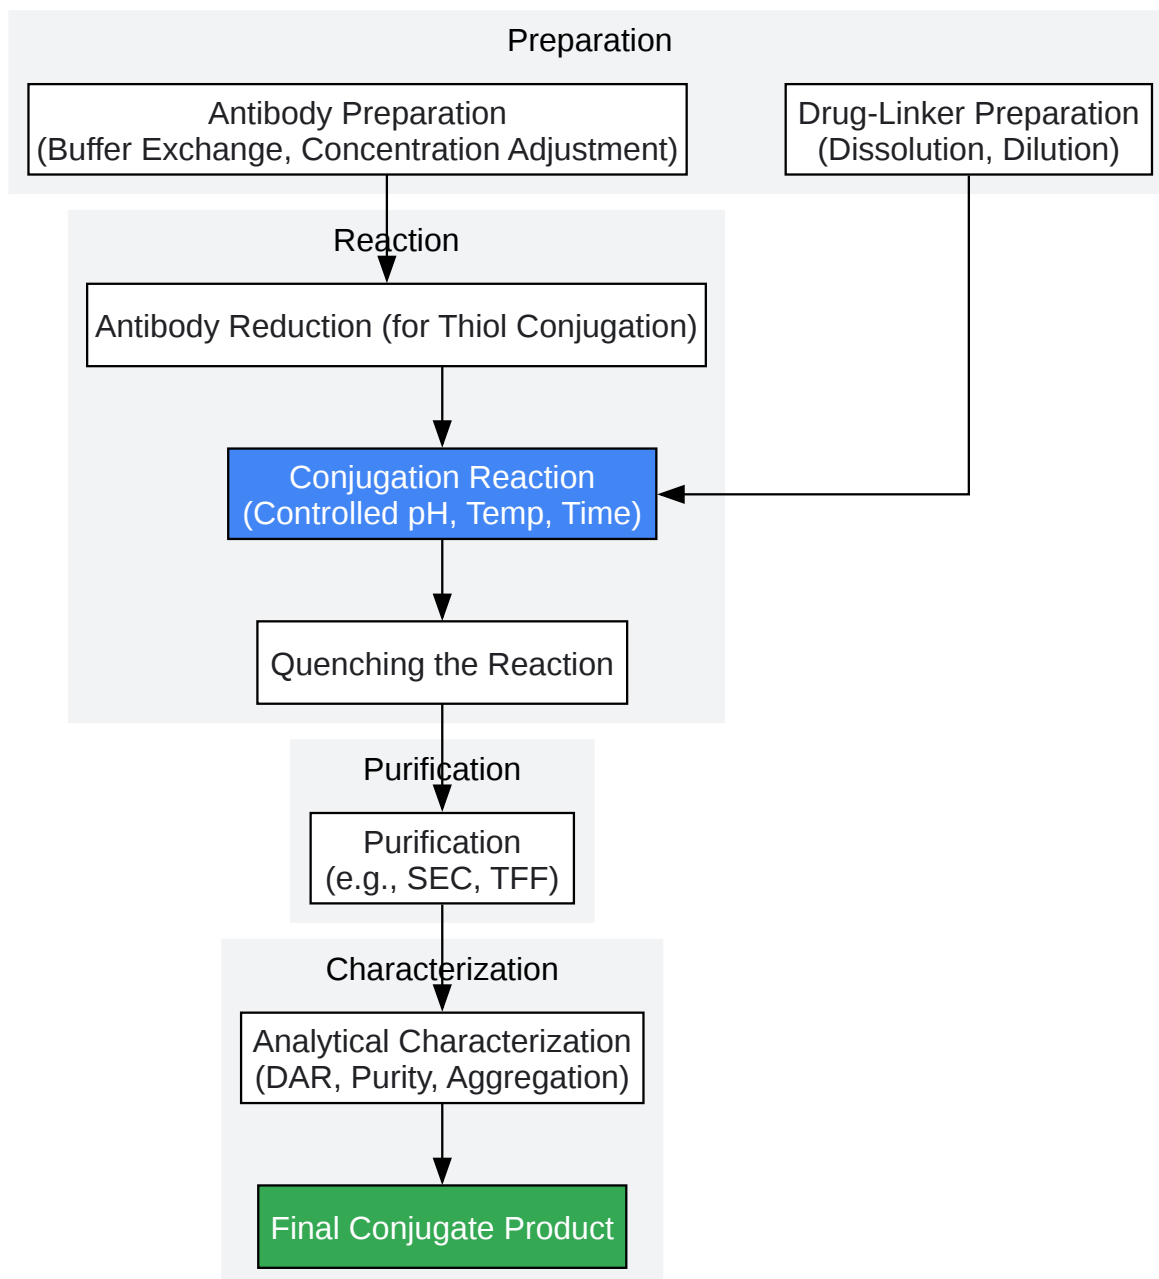 Preparation
Antibody Preparation
(Buffer Exchange, Concentration Adjustment)
Drug-Linker Preparation
(Dissolution, Dilution)
Reaction
Antibody Reduction (for Thiol Conjugation)
Conjugation Reaction
(Controlled pH, Temp, Time)
Quenching the Reaction
Purification
Purification
(e.g., SEC, TFF)
Characterization
Analytical Characterization
(DAR, Purity, Aggregation)
Final Conjugate Product